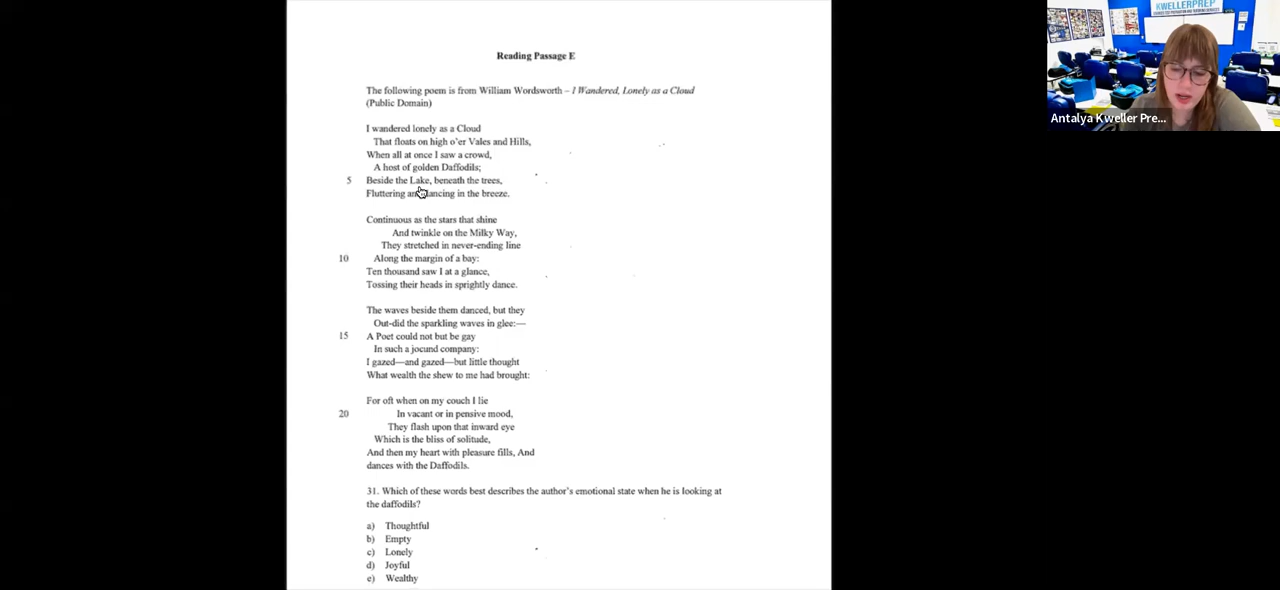 Reading Passage E
The following poem is from William Wordsworth – I Wandered, Lonely as a Cloud
(Public Domain)
I wandered lonely as a Cloud
That floats on high o'er Vales and Hills,
When all at once I saw a crowd,
A host of golden Daffodils;
5 Beside the Lake, beneath the trees,
Fluttering and dancing in the breeze.
Continuous as the stars that shine
And twinkle on the Milky Way,
They stretched in never-ending line
10 Along the margin of a bay:
Ten thousand saw I at a glance,
Tossing their heads in sprightly dance.
The waves beside them danced, but they
Out-did the sparkling waves in glee:—
15 A Poet could not but be gay
In such a jocund company:
I gazed—and gazed—but little thought
What wealth the shew to me had brought:
For oft when on my couch I lie
20 In vacant or in pensive mood,
They flash upon that inward eye
Which is the bliss of solitude,
And then my heart with pleasure fills, And
dances with the Daffodils.
31. Which of these words best describes the author's emotional state when he is looking at
the daffodils?
a) Thoughtful
b) Empty
c) Lonely
d) Joyful
e) Wealthy
KWELLERPREP
Antalya Kweller Pre...